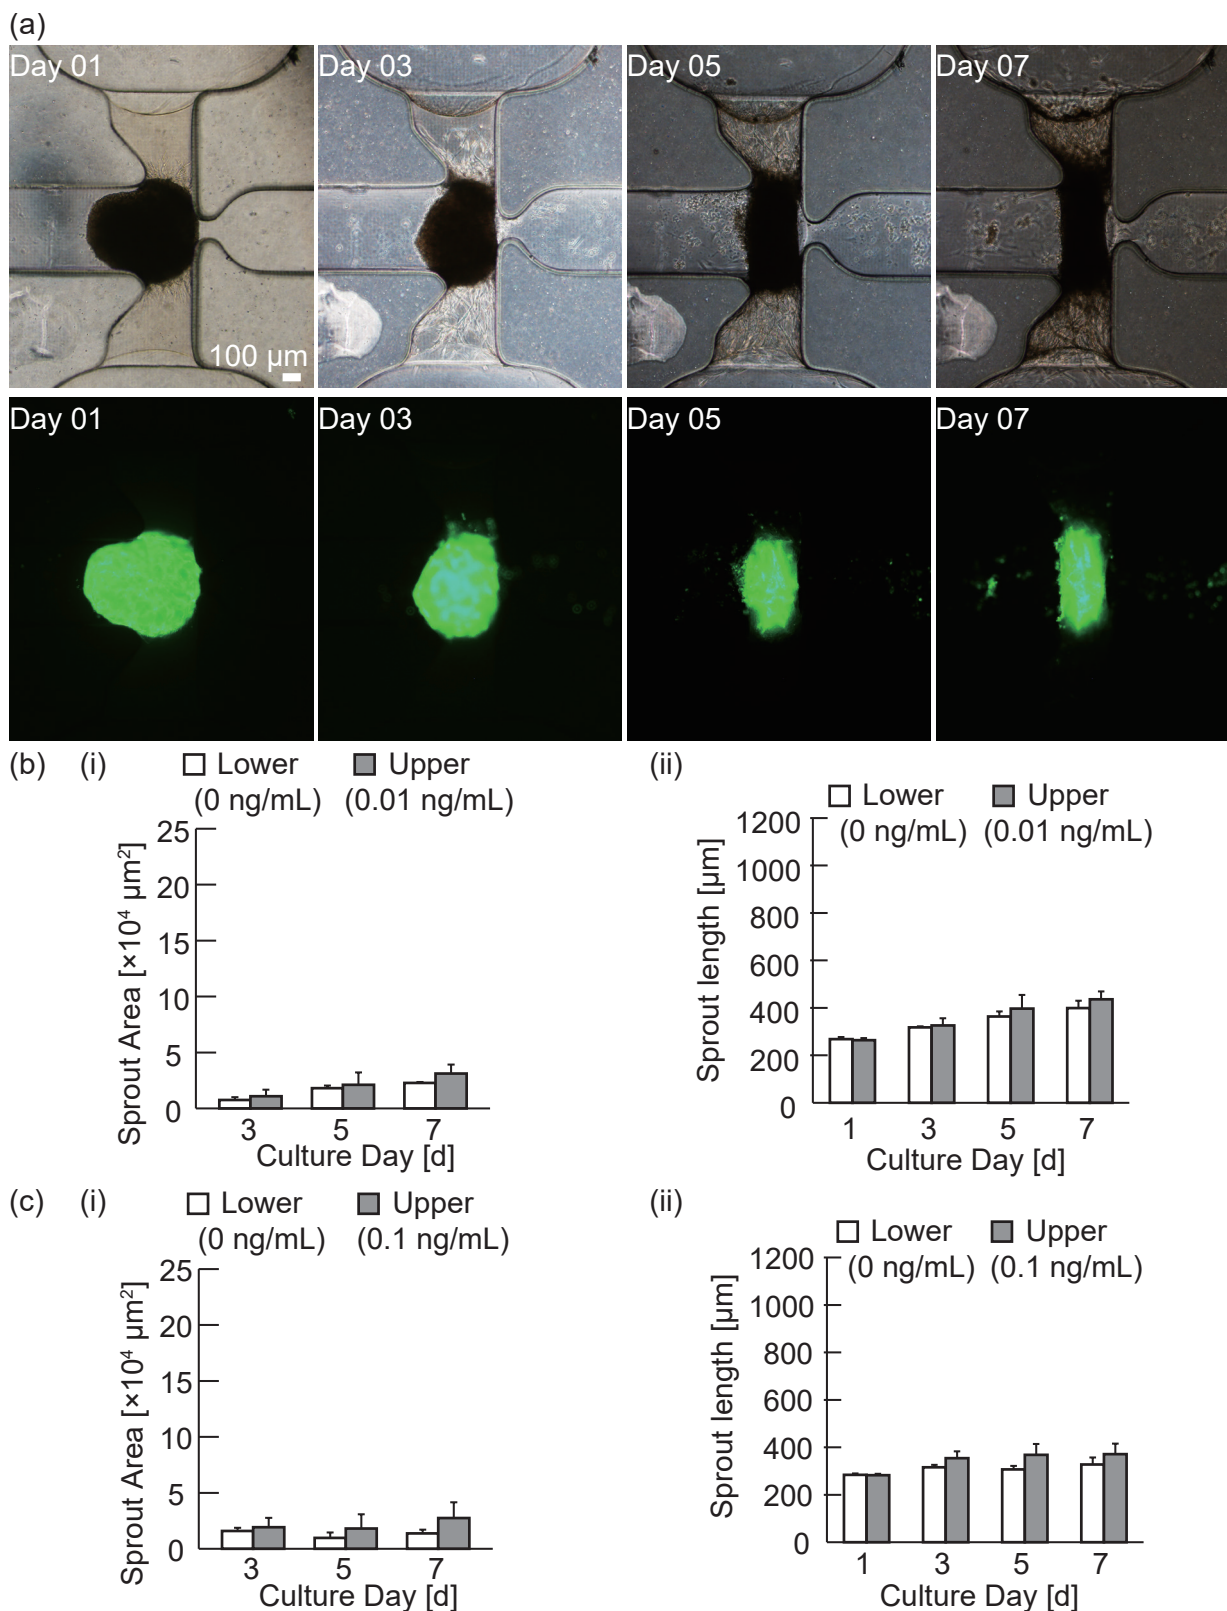 (a)
Day 01
Day 03
Day 05
Day 07
100 µm
Day 01
Day 03
Day 05
Day 07
(b)
(i)
Lower
(0 ng/mL)
Upper
(0.01 ng/mL)
Sprout Area [×10⁴ µm²]
25
20
15
10
5
0
3 5 7
Culture Day [d]
(ii)
Lower
(0 ng/mL)
Upper
(0.01 ng/mL)
Sprout length [µm]
1200
1000
800
600
400
200
0
1 3 5 7
Culture Day [d]
(c)
(i)
Lower
(0 ng/mL)
Upper
(0.1 ng/mL)
Sprout Area [×10⁴ µm²]
25
20
15
10
5
0
3 5 7
Culture Day [d]
(ii)
Lower
(0 ng/mL)
Upper
(0.1 ng/mL)
Sprout length [µm]
1200
1000
800
600
400
200
0
1 3 5 7
Culture Day [d]